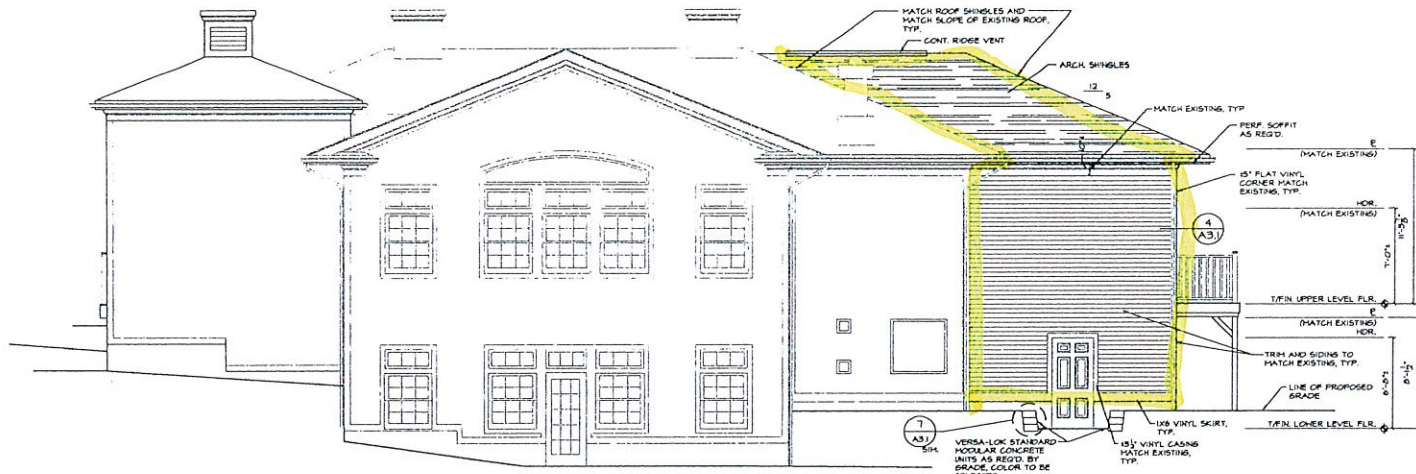 MATCH ROOF SHINGLES AND
MATCH SLOPE OF EXISTING ROOF,
TYP.
CONT. RIDGE VENT
ARCH. SHINGLES
12
5
MATCH EXISTING, TYP
PERF. SOFFIT
AS REQ'D.
(MATCH EXISTING)
15" FLAT VINYL
CORNER MATCH
EXISTING, TYP.
HDR.
(MATCH EXISTING)
4
A3.1
T/FIN. UPPER LEVEL FLR.
(MATCH EXISTING)
HDR.
TRIM AND SIDING TO
MATCH EXISTING, TYP.
LINE OF PROPOSED
GRADE
T/FIN. LOWER LEVEL FLR.
1X8 VINYL SKIRT,
TYP.
VINYL CASING
MATCH EXISTING,
TYP.
7
A3.1
SIM.
VERSA-LOK STANDARD
MODULAR CONCRETE
UNITS AS REQ'D. BY
GRADE, COLOR TO BE